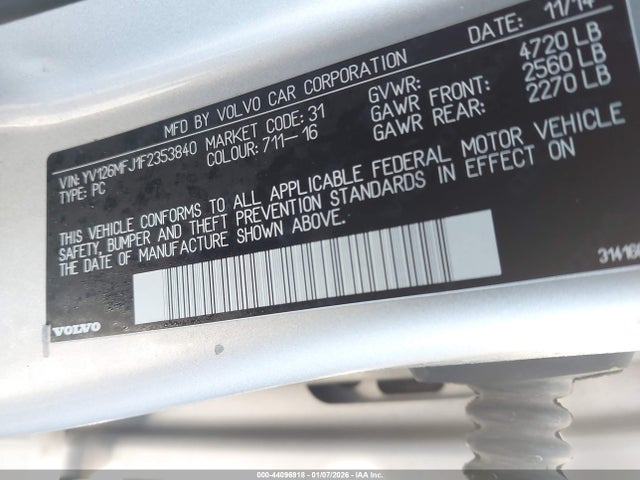 MFD BY VOLVO CAR CORPORATION DATE: 11/14
VIN: YV126MFJ1F2353840 MARKET CODE: 31 GVWR: 4720 LB
TYPE: PC COLOUR: 711-16 GAWR FRONT: 2560 LB
GAWR REAR: 2270 LB
THIS VEHICLE CONFORMS TO ALL APPLICABLE FEDERAL MOTOR VEHICLE
SAFETY, BUMPER AND THEFT PREVENTION STANDARDS IN EFFECT ON
THE DATE OF MANUFACTURE SHOWN ABOVE.
VOLVO
000-44096918 - 01/07/2026 - IAA Inc.